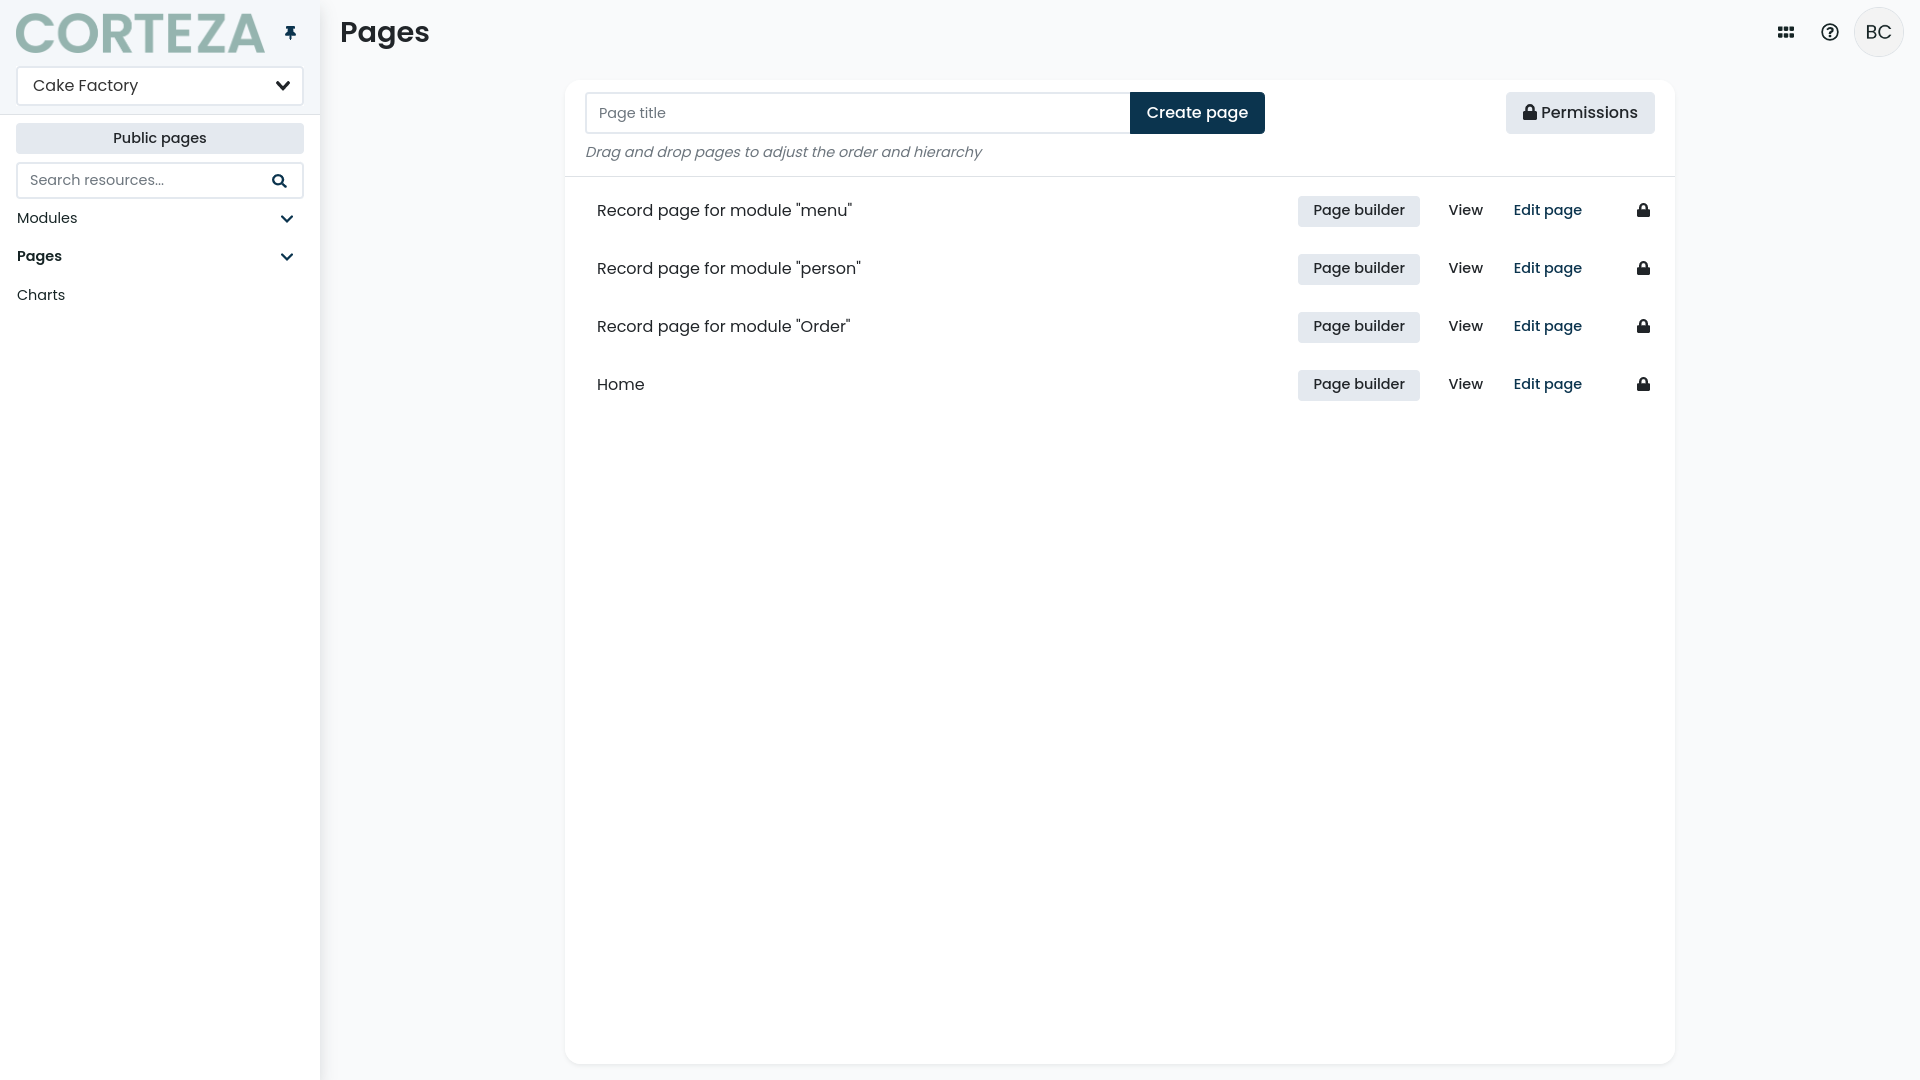 CORTEZA
Pages
BC
Cake Factory
Public pages
Search resources...
Modules
Pages
Charts
Page title
Create page
Permissions
Drag and drop pages to adjust the order and hierarchy
Record page for module "menu"
Page builder
View
Edit page
Record page for module "person"
Page builder
View
Edit page
Record page for module "Order"
Page builder
View
Edit page
Home
Page builder
View
Edit page